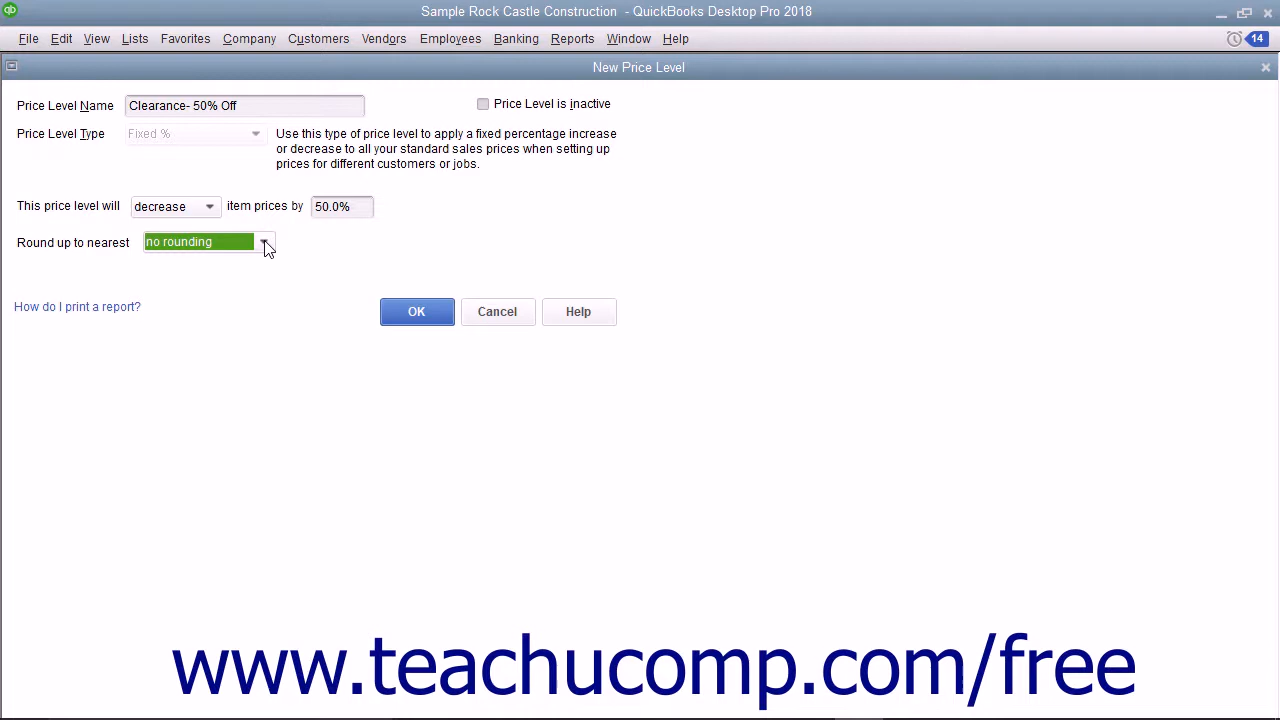 qb
Sample Rock Castle Construction - QuickBooks Desktop Pro 2018
File Edit View Lists Favorites Company Customers Vendors Employees Banking Reports Window Help 14
New Price Level
Price Level Name Clearance- 50% Off Price Level is inactive
Price Level Type Fixed % Use this type of price level to apply a fixed percentage increase
or decrease to all your standard sales prices when setting up
prices for different customers or jobs.
This price level will decrease item prices by 50.0%
Round up to nearest no rounding
How do I print a report? OK Cancel Help
www.teachucomp.com/free